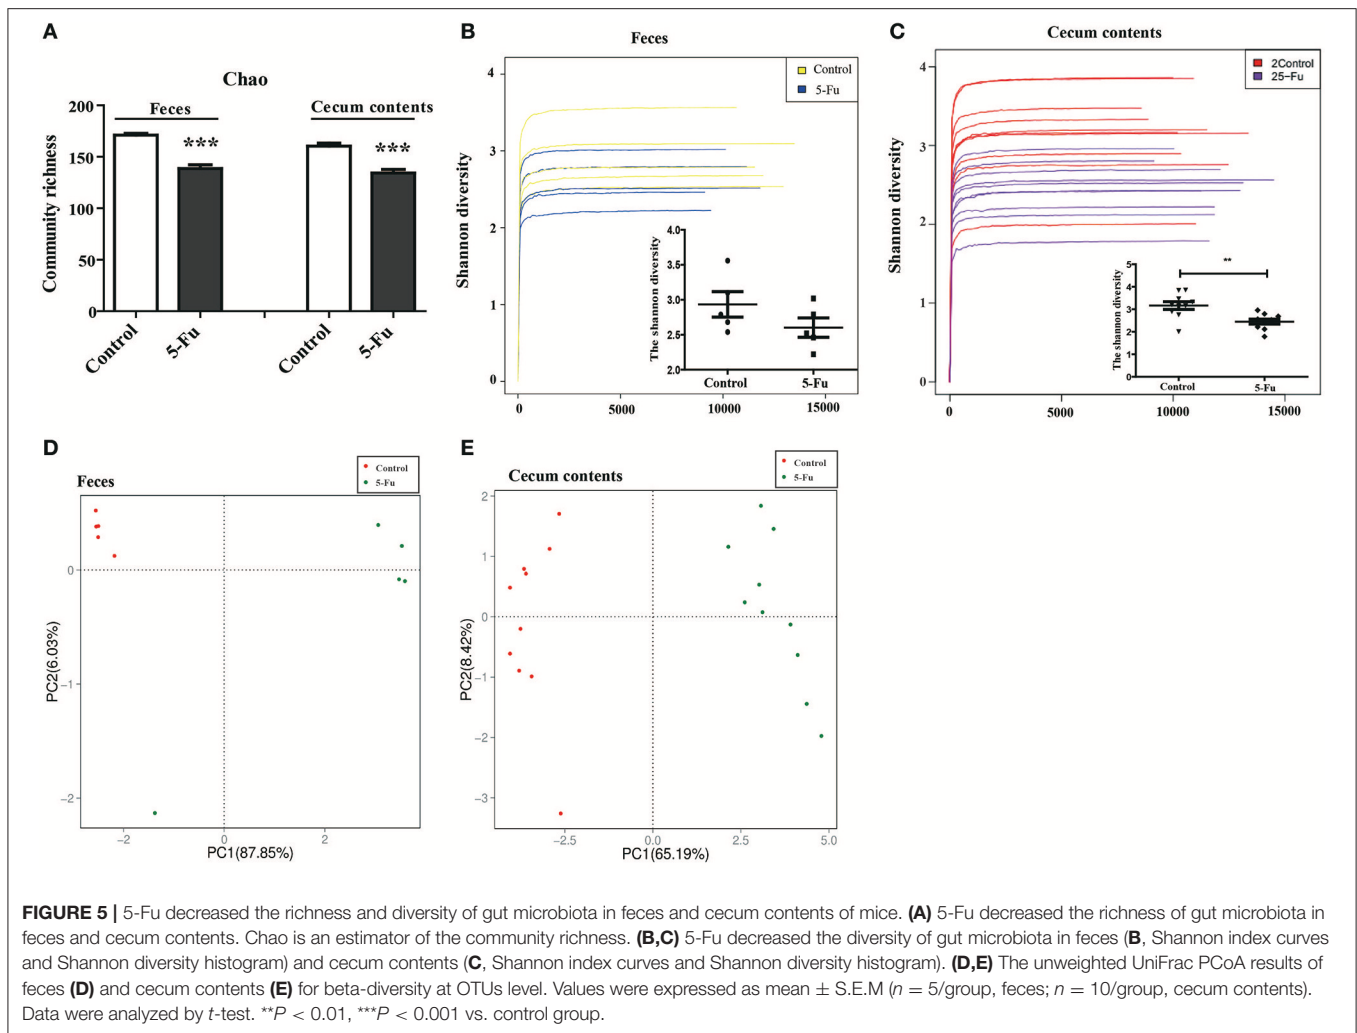 A
Chao
Feces
Cecum contents
***
***
Community richness
200
150
100
50
0
Control
5-Fu
Control
5-Fu
B
Feces
Control
5-Fu
Shannon diversity
4
3
2
1
0
0
5000
10000
15000
The shannon diversity
4.0
3.5
3.0
2.5
2.0
Control
5-Fu
C
Cecum contents
2Control
25-Fu
Shannon diversity
4
3
2
1
0
0
5000
10000
15000
The shannon diversity
5
4
3
2
1
0
**
Control
5-Fu
D
Feces
Control
5-Fu
PC2(6.03%)
0
−1
−2
−2
0
2
PC1(87.85%)
E
Cecum contents
Control
5-Fu
PC2(8.42%)
2
1
0
−1
−2
−3
−2.5
0.0
2.5
5.0
PC1(65.19%)
FIGURE 5 | 5-Fu decreased the richness and diversity of gut microbiota in feces and cecum contents of mice. (A) 5-Fu decreased the richness of gut microbiota in
feces and cecum contents. Chao is an estimator of the community richness. (B,C) 5-Fu decreased the diversity of gut microbiota in feces (B, Shannon index curves
and Shannon diversity histogram) and cecum contents (C, Shannon index curves and Shannon diversity histogram). (D,E) The unweighted UniFrac PCoA results of
feces (D) and cecum contents (E) for beta-diversity at OTUs level. Values were expressed as mean ± S.E.M (n = 5/group, feces; n = 10/group, cecum contents).
Data were analyzed by t-test. **P < 0.01, ***P < 0.001 vs. control group.